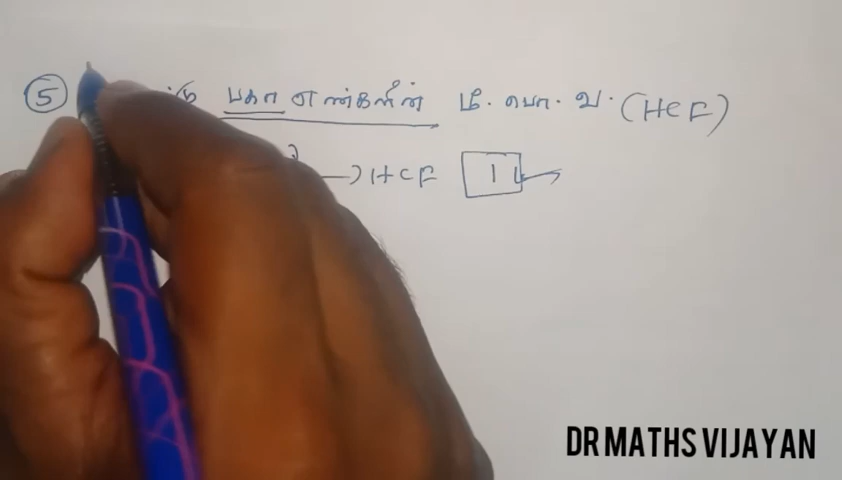 ⑤ பகா எண்களின் மீ. பொ. வ. (HCF)
→ HCF 1
DR MATHS VIJAYAN